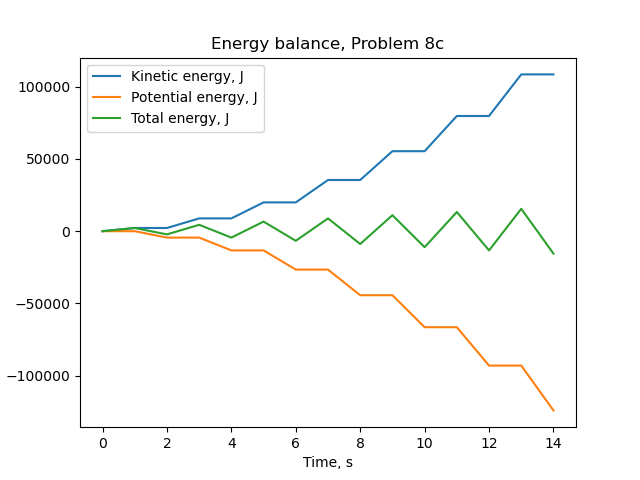 Energy balance, Problem 8c
Kinetic energy, J
Potential energy, J
Total energy, J
100000
50000
0
−50000
−100000
0 2 4 6 8 10 12 14
Time, s